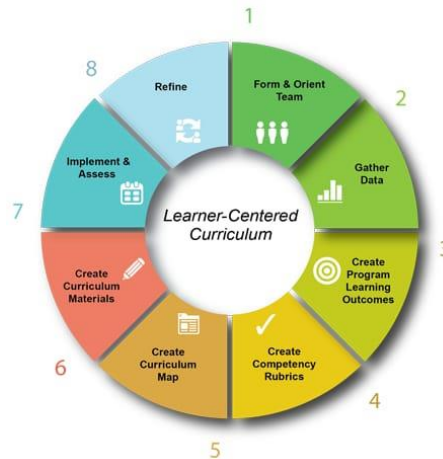 1
Form & Orient
Team
2
Gather
Data
3
Create
Program
Learning
Outcomes
4
Create
Competency
Rubrics
5
Create
Curriculum
Map
6
Create
Curriculum
Materials
7
Implement &
Assess
8
Refine
Learner-Centered
Curriculum